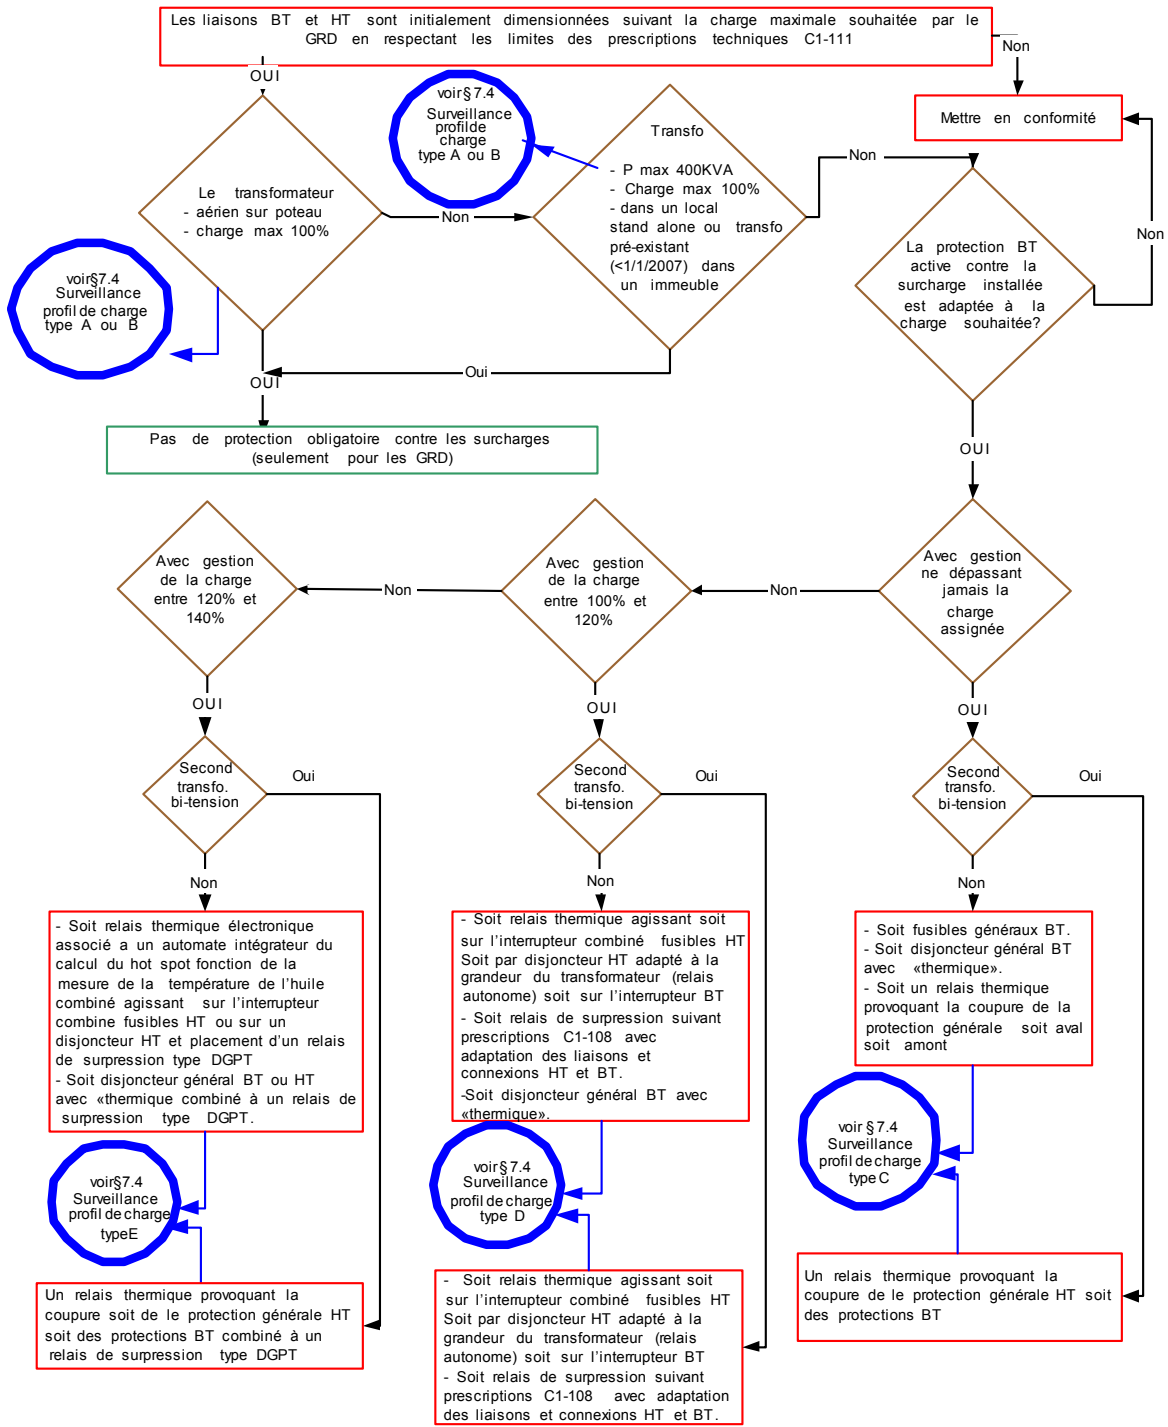 Les liaisons BT et HT sont initialement dimensionnées suivant la charge maximale souhaitée par le
GRD en respectant les limites des prescriptions techniques C1-111
Non
OUI
Mettre en conformité
voir§ 7.4
Surveillance
profilde
charge
type A ou B
Transfo
- P max 400KVA
- Charge max 100%
- dans un local
stand alone ou transfo
pré-existant
(<1/1/2007) dans
un immeuble
Non
Le transformateur
- aérien sur poteau
- charge max 100%
Non
Non
La protection BT
active contre la
surcharge installée
est adaptée à la
charge souhaitée?
voir§7.4
Surveillance
profil de charge
type A ou B
Oui
OUI
Pas de protection obligatoire contre les surcharges
(seulement pour les GRD)
OUI
Avec gestion
de la charge
entre 120% et
140%
Non
Avec gestion
de la charge
entre 100% et
120%
Non
Avec gestion
ne dépassant
jamais la
charge
assignée
OUI
OUI
OUI
Second
transfo.
bi-tension
Oui
Second
transfo.
bi-tension
Oui
Second
transfo.
bi-tension
Oui
Non
Non
Non
- Soit relais thermique électronique
associé a un automate intégrateur du
calcul du hot spot fonction de la
mesure de la température de l'huile
combiné agissant sur l'interrupteur
combine fusibles HT ou sur un
disjoncteur HT et placement d'un relais
de surpression type DGPT
- Soit disjoncteur général BT ou HT
avec «thermique combiné à un relais de
surpression type DGPT.
- Soit relais thermique agissant soit
sur l'interrupteur combiné fusibles HT
Soit par disjoncteur HT adapté à la
grandeur du transformateur (relais
autonome) soit sur l'interrupteur BT
- Soit relais de surpression suivant
prescriptions C1-108 avec
adaptation des liaisons et
connexions HT et BT.
-Soit disjoncteur général BT avec
«thermique».
- Soit fusibles généraux BT.
- Soit disjoncteur général BT
avec «thermique».
- Soit un relais thermique
provoquant la coupure de la
protection générale soit aval
soit amont
voir§7.4
Surveillance
profil de charge
typeE
voir§7.4
Surveillance
profil de charge
type D
voir § 7.4
Surveillance
profil de charge
type C
Un relais thermique provoquant la
coupure soit de le protection générale HT
soit des protections BT combiné à un
relais de surpression type DGPT
- Soit relais thermique agissant soit
sur l'interrupteur combiné fusibles HT
Soit par disjoncteur HT adapté à la
grandeur du transformateur (relais
autonome) soit sur l'interrupteur BT
- Soit relais de surpression suivant
prescriptions C1-108 avec adaptation
des liaisons et connexions HT et BT.
Un relais thermique provoquant la
coupure de le protection générale HT soit
des protections BT